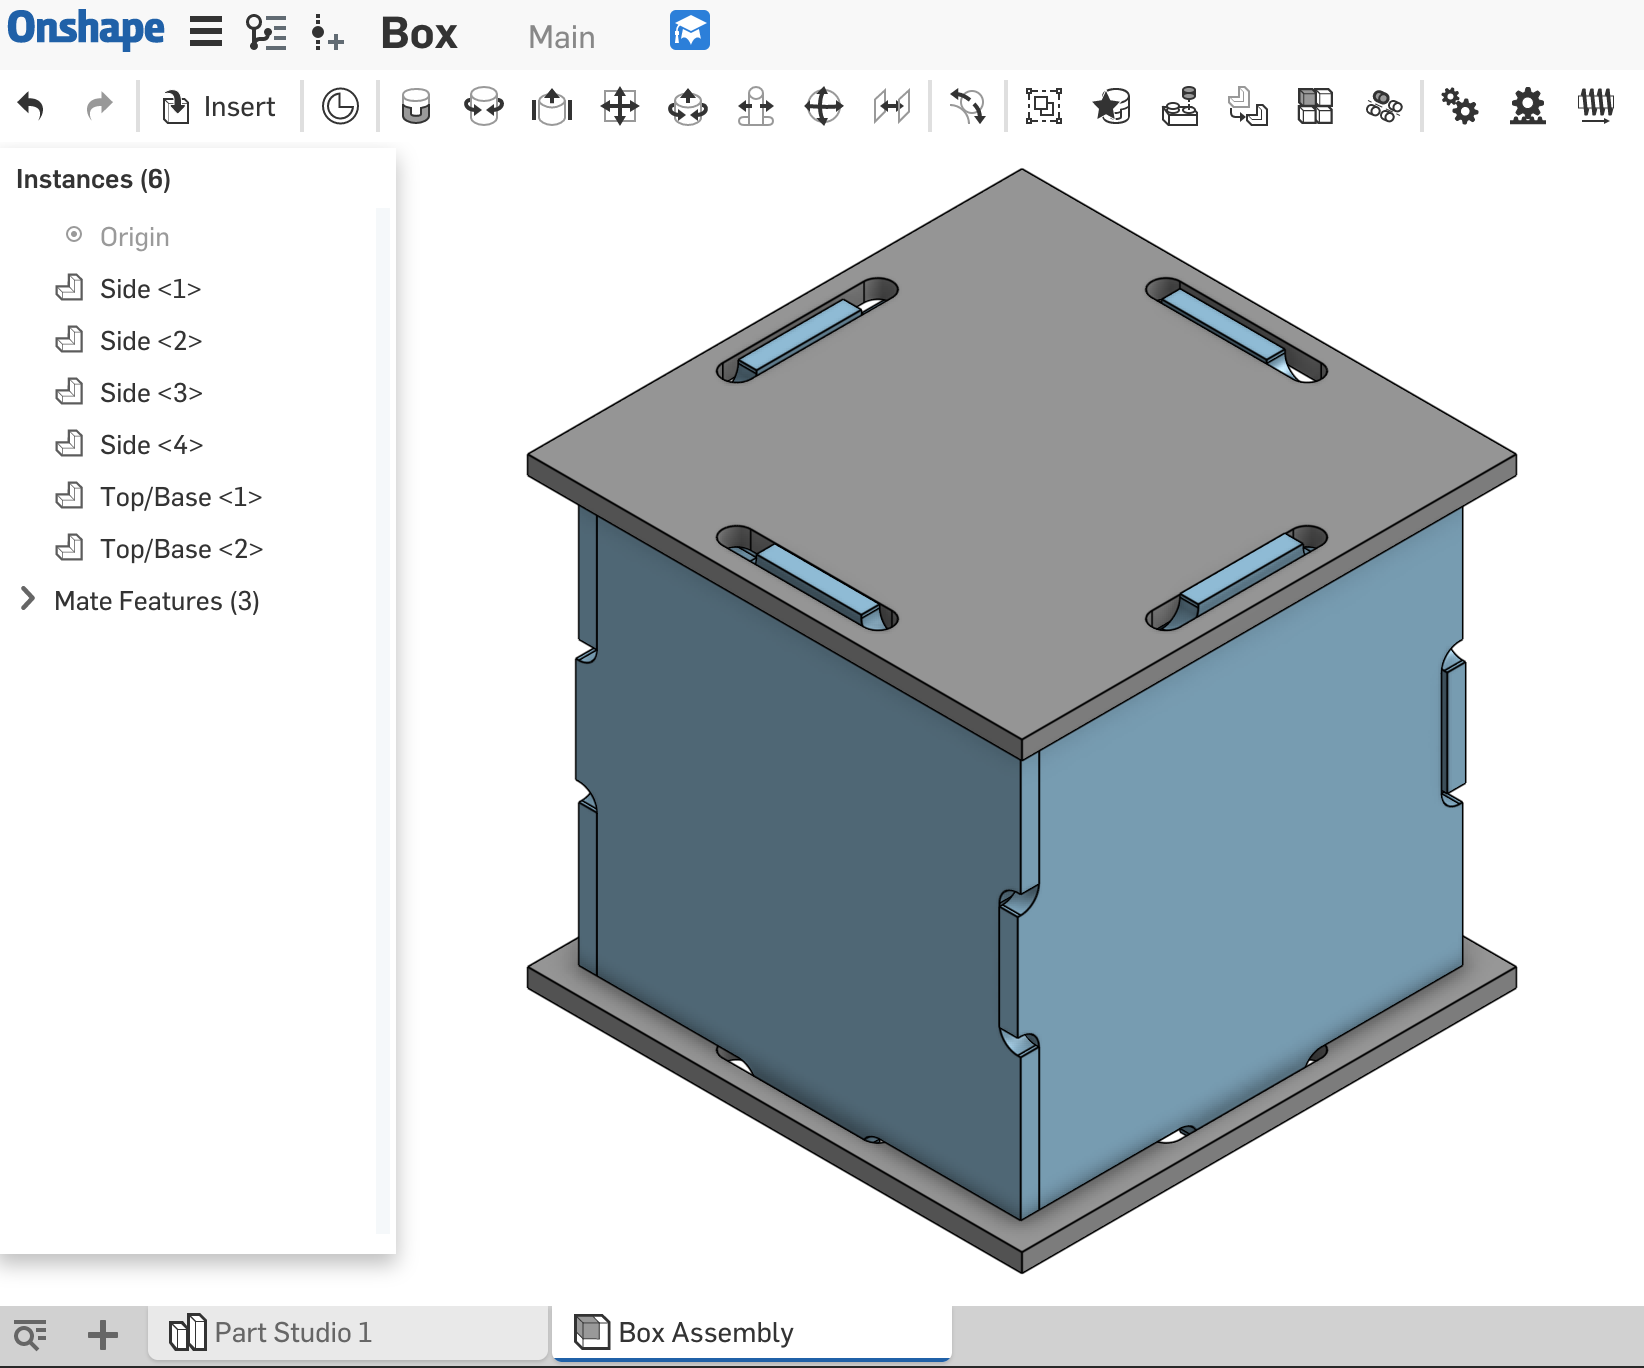 Onshape Box Main
Insert
Instances (6)
Origin
Side <1>
Side <2>
Side <3>
Side <4>
Top/Base <1>
Top/Base <2>
Mate Features (3)
Part Studio 1 Box Assembly